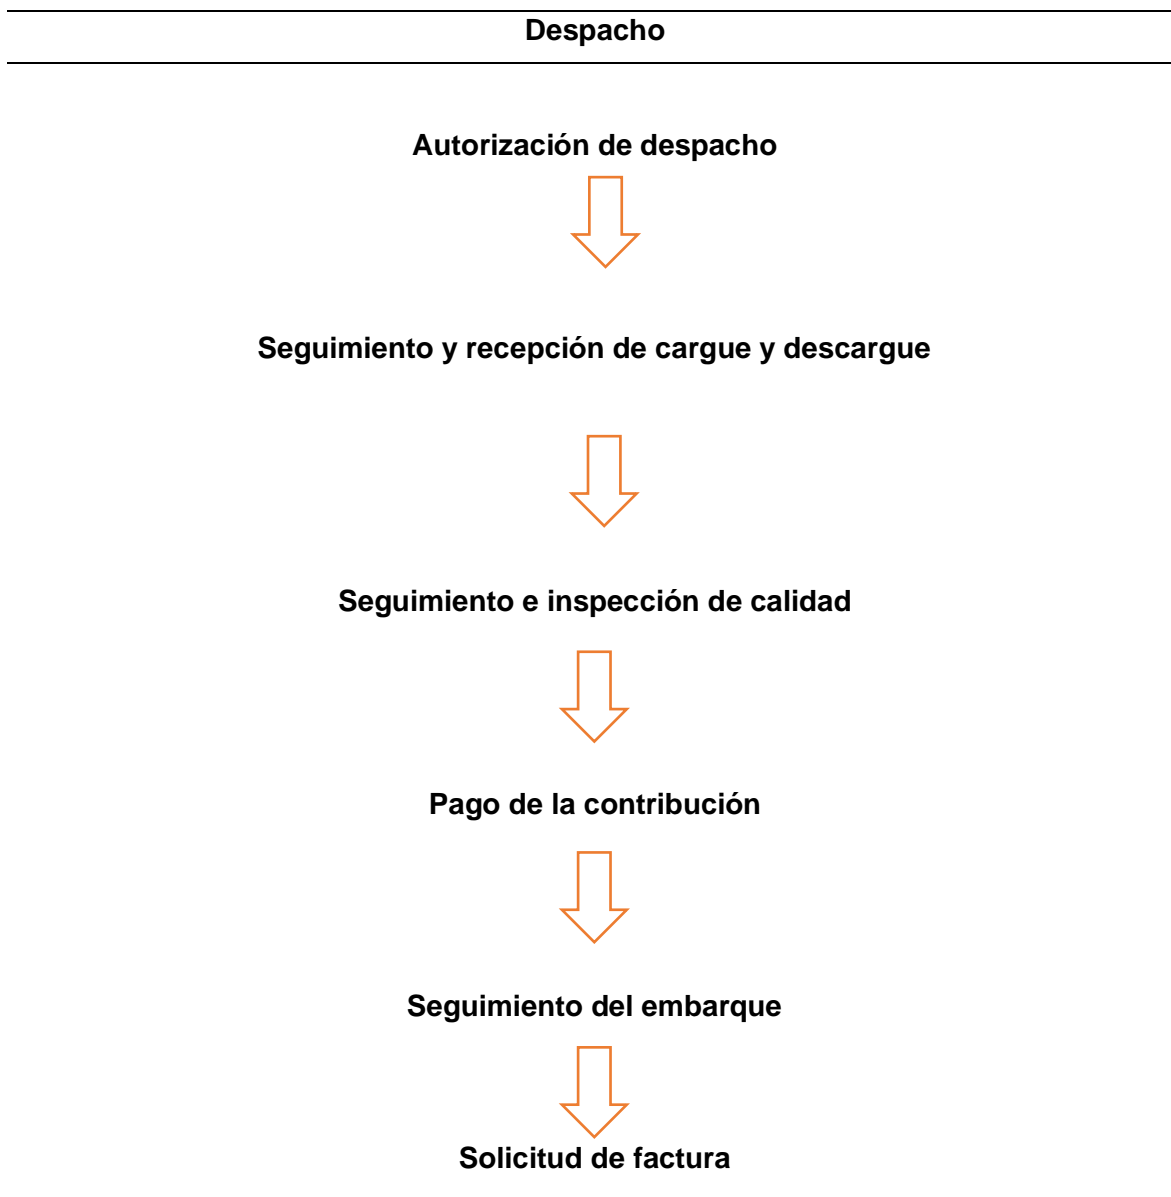 Despacho
Autorización de despacho
Seguimiento y recepción de cargue y descargue
Seguimiento e inspección de calidad
Pago de la contribución
Seguimiento del embarque
Solicitud de factura